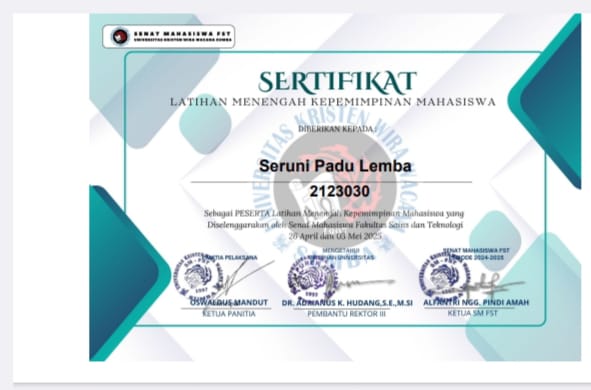 SENAT MAHASISWA FST
UNIVERSITAS KRISTEN WIRA WACANA SUMBA
SERTIFIKAT
LATIHAN MENENGAH KEPEMIMPINAN MAHASISWA
DIBERIKAN KEPADA:
Seruni Padu Lemba
2123030
Sebagai PESERTA Latihan Menengah Kepemimpinan Mahasiswa yang
Diselenggarakan oleh Senat Mahasiswa Fakultas Sains dan Teknologi
26 April dan 03 Mei 2025
PANITIA PELAKSANA
MENGETAHUI
PIMPINAN UNIVERSITAS
SENAT MAHASISWA FST
PERIODE 2024-2025
OSWALDUS MANDUT
KETUA PANITIA
DR. ADRIANUS K. HUDANG,S.E.,M.SI
PEMBANTU REKTOR III
ALFANTRI NGG. PINDI AMAH
KETUA SM FST